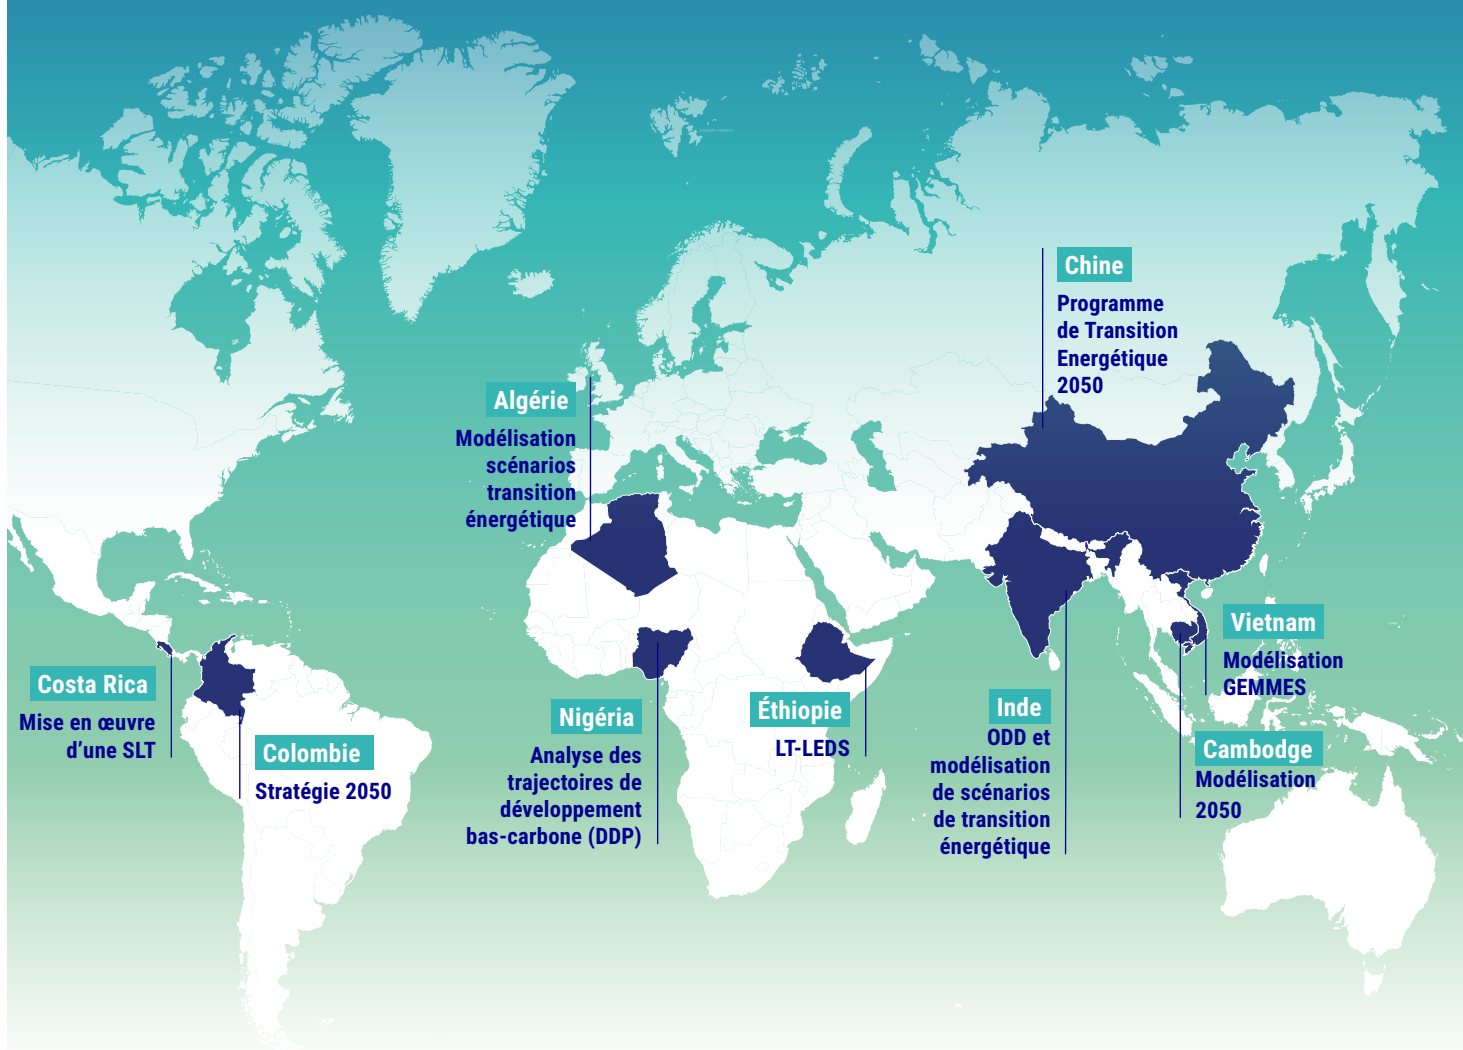 Chine
Programme
de Transition
Energétique
2050
Algérie
Modélisation
scénarios
transition
énergétique
Costa Rica
Mise en œuvre
d’une SLT
Colombie
Stratégie 2050
Nigéria
Analyse des
trajectoires de
développement
bas-carbone (DDP)
Éthiopie
LT-LEDS
Inde
ODD et
modélisation
de scénarios
de transition
énergétique
Vietnam
Modélisation
GEMMES
Cambodge
Modélisation
2050